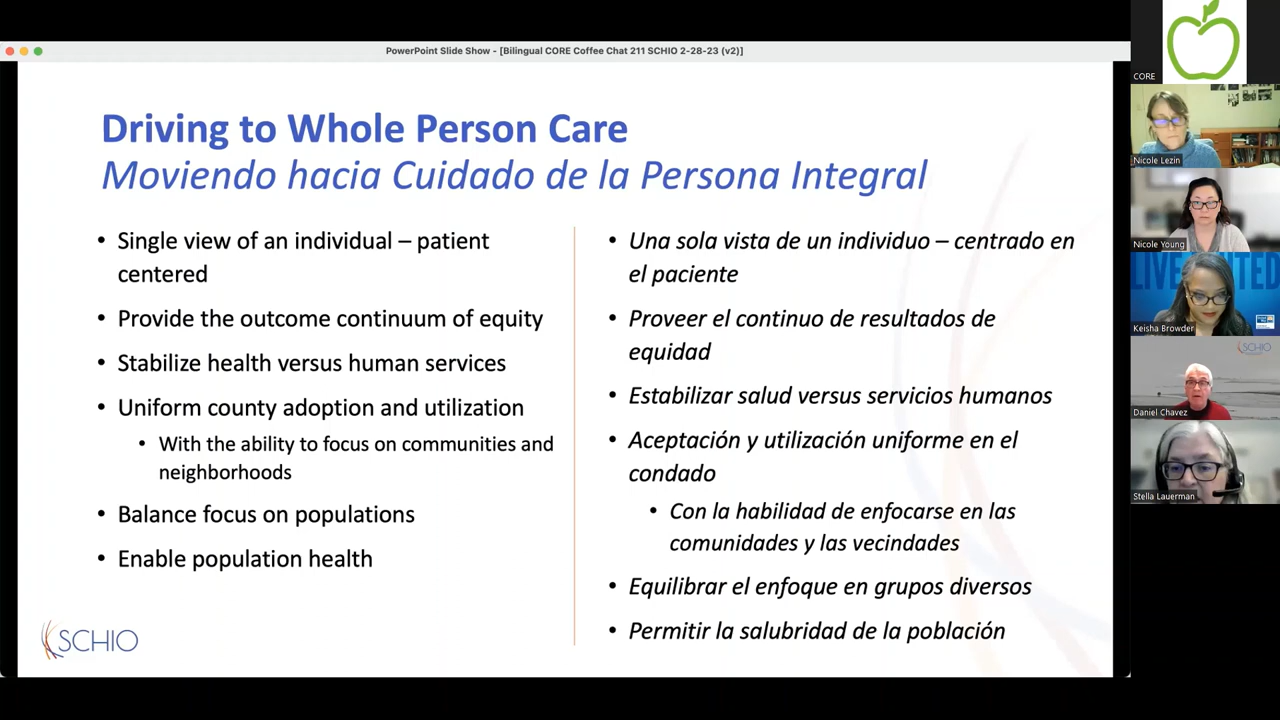 PowerPoint Slide Show - [Bilingual CORE Coffee Chat 211 SCHIO 2-28-23 (v2)]
Driving to Whole Person Care
Moviendo hacia Cuidado de la Persona Integral
• Single view of an individual – patient
centered
• Provide the outcome continuum of equity
• Stabilize health versus human services
• Uniform county adoption and utilization
• With the ability to focus on communities and
neighborhoods
• Balance focus on populations
• Enable population health
• Una sola vista de un individuo – centrado en
el paciente
• Proveer el continuo de resultados de
equidad
• Estabilizar salud versus servicios humanos
• Aceptación y utilización uniforme en el
condado
• Con la habilidad de enfocarse en las
comunidades y las vecindades
• Equilibrar el enfoque en grupos diversos
• Permitir la salubridad de la población
SCHIO
CORE
Nicole Lezin
Nicole Young
LIVE UNITED
Keisha Browder
SCHIO
Daniel Chavez
Stella Lauerman